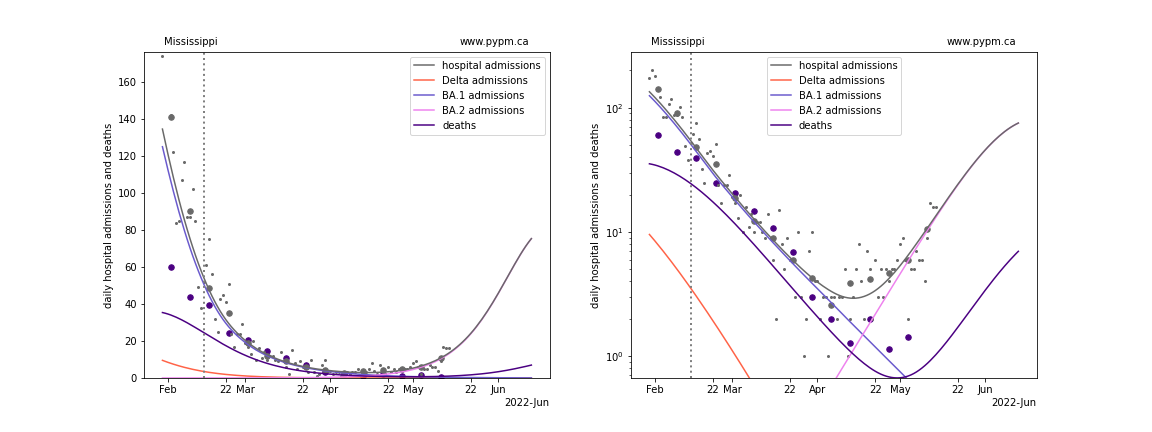 Mississippi www.pypm.ca
hospital admissions
Delta admissions
BA.1 admissions
BA.2 admissions
deaths
daily hospital admissions and deaths
160
140
120
100
80
60
40
20
0
Feb 22 Mar 22 Apr 22 May 22 Jun
2022-Jun
Mississippi www.pypm.ca
hospital admissions
Delta admissions
BA.1 admissions
BA.2 admissions
deaths
daily hospital admissions and deaths
10²
10¹
10⁰
Feb 22 Mar 22 Apr 22 May 22 Jun
2022-Jun